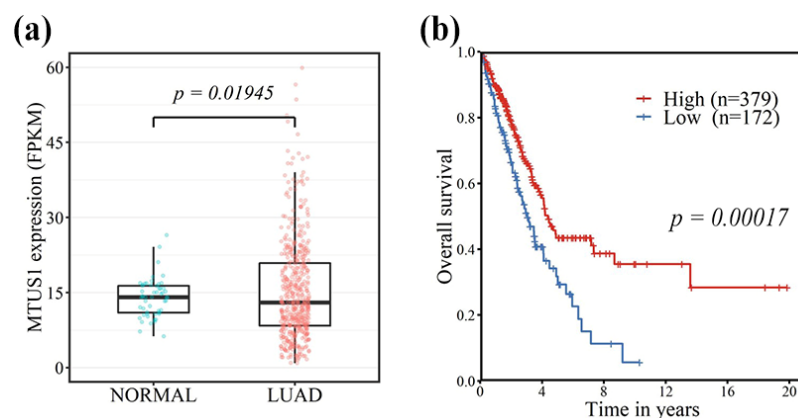 (a)
MTUS1 expression (FPKM)
60
45
30
15
0
p = 0.01945
NORMAL
LUAD
(b)
Overall survival
1.0
0.8
0.6
0.4
0.2
0.0
High (n=379)
Low (n=172)
p = 0.00017
0
4
8
12
16
20
Time in years